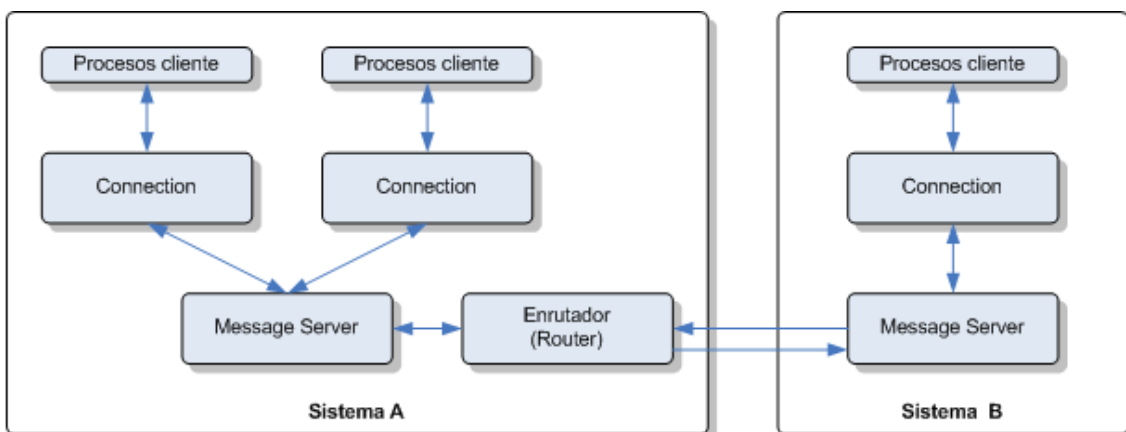 Procesos cliente
Procesos cliente
Procesos cliente
Connection
Connection
Connection
Message Server
Enrutador
(Router)
Message Server
Sistema A
Sistema B